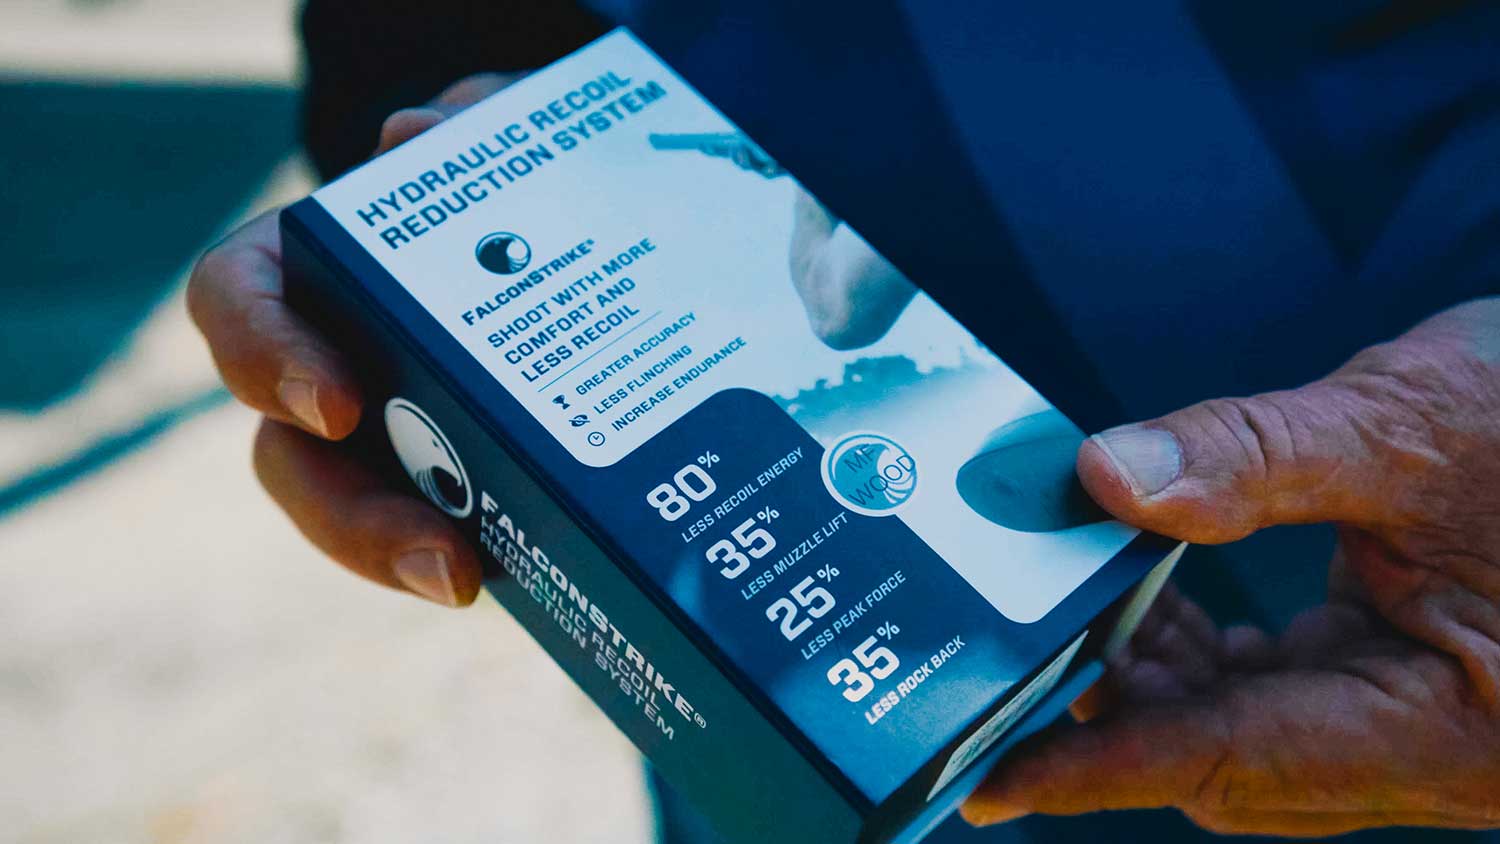 HYDRAULIC RECOIL
REDUCTION SYSTEM
FALCONSTRIKE®
SHOOT WITH MORE
COMFORT AND
LESS RECOIL
GREATER ACCURACY
LESS FLINCHING
INCREASE ENDURANCE
80%
LESS RECOIL ENERGY
35%
LESS MUZZLE LIFT
25%
LESS PEAK FORCE
35%
LESS ROCK BACK
MF
WOOD
FALCONSTRIKE®
HYDRAULIC RECOIL
REDUCTION SYSTEM